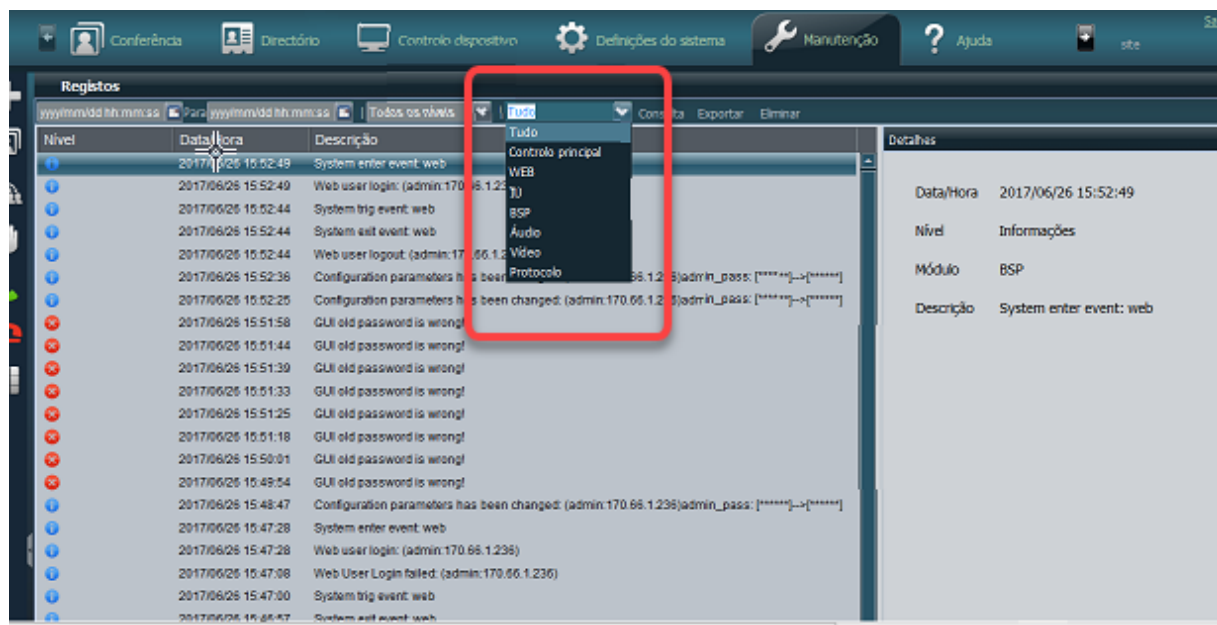 Conferência Directório Controlo dispositivo Definições do sistema Manutenção ? Ajuda
Registos
yyyy/mm/dd hh:mm:ss Para yyyy/mm/dd hh:mm:ss | Todos os níveis | Tudo Consulta Exportar Eliminar
Tudo
Controlo principal
WEB
IU
BSP
Áudio
Vídeo
Protocolo
Nível Data/Hora Descrição
2017/06/26 15:52:49 System enter event: web
2017/06/26 15:52:49 Web user login: (admin:170.66.1.23
2017/06/26 15:52:44 System trig event: web
2017/06/26 15:52:44 System exit event: web
2017/06/26 15:52:44 Web user logout: (admin:170.66.1.2
2017/06/26 15:52:36 Configuration parameters has been 66.1.236)admin_pass: [******]-->[******]
2017/06/26 15:52:25 Configuration parameters has been changed: (admin:170.66.1.236)admin_pass: [******]-->[******]
2017/06/26 15:51:58 GUI old password is wrong!
2017/06/26 15:51:44 GUI old password is wrong!
2017/06/26 15:51:39 GUI old password is wrong!
2017/06/26 15:51:33 GUI old password is wrong!
2017/06/26 15:51:25 GUI old password is wrong!
2017/06/26 15:51:18 GUI old password is wrong!
2017/06/26 15:50:01 GUI old password is wrong!
2017/06/26 15:49:54 GUI old password is wrong!
2017/06/26 15:48:47 Configuration parameters has been changed: (admin:170.66.1.236)admin_pass: [******]-->[******]
2017/06/26 15:47:28 System enter event: web
2017/06/26 15:47:28 Web user login: (admin:170.66.1.236)
2017/06/26 15:47:08 Web User Login failed: (admin:170.66.1.236)
2017/06/26 15:47:00 System trig event: web
2017/06/26 15:46:57 System exit event: web
Detalhes
Data/Hora 2017/06/26 15:52:49
Nível Informações
Módulo BSP
Descrição System enter event: web